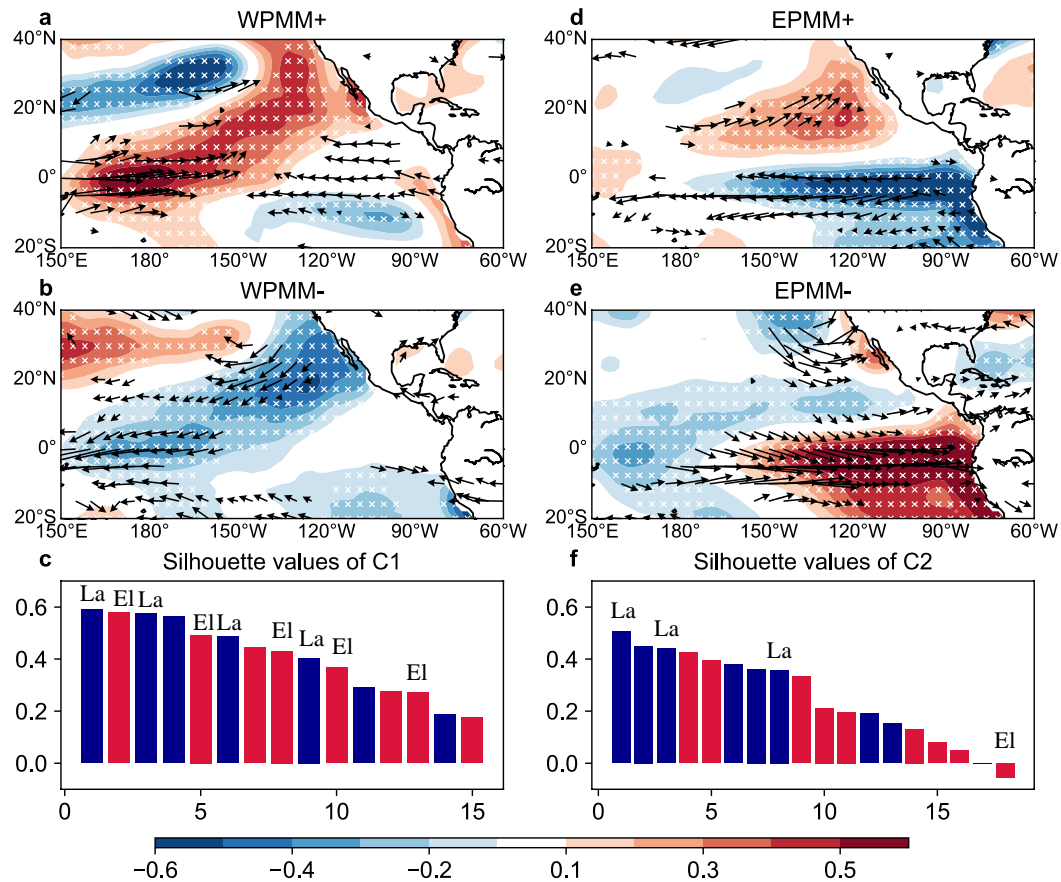 a WPMM+
40°N
20°N
0°
20°S
150°E 180° 150°W 120°W 90°W 60°W
d EPMM+
40°N
20°N
0°
20°S
150°E 180° 150°W 120°W 90°W 60°W
b WPMM-
40°N
20°N
0°
20°S
150°E 180° 150°W 120°W 90°W 60°W
e EPMM-
40°N
20°N
0°
20°S
150°E 180° 150°W 120°W 90°W 60°W
c Silhouette values of C1
La El La El La El La El El
0.6
0.4
0.2
0.0
0 5 10 15
f Silhouette values of C2
La La La El
0.6
0.4
0.2
0.0
0 5 10 15
−0.6 −0.4 −0.2 0.1 0.3 0.5